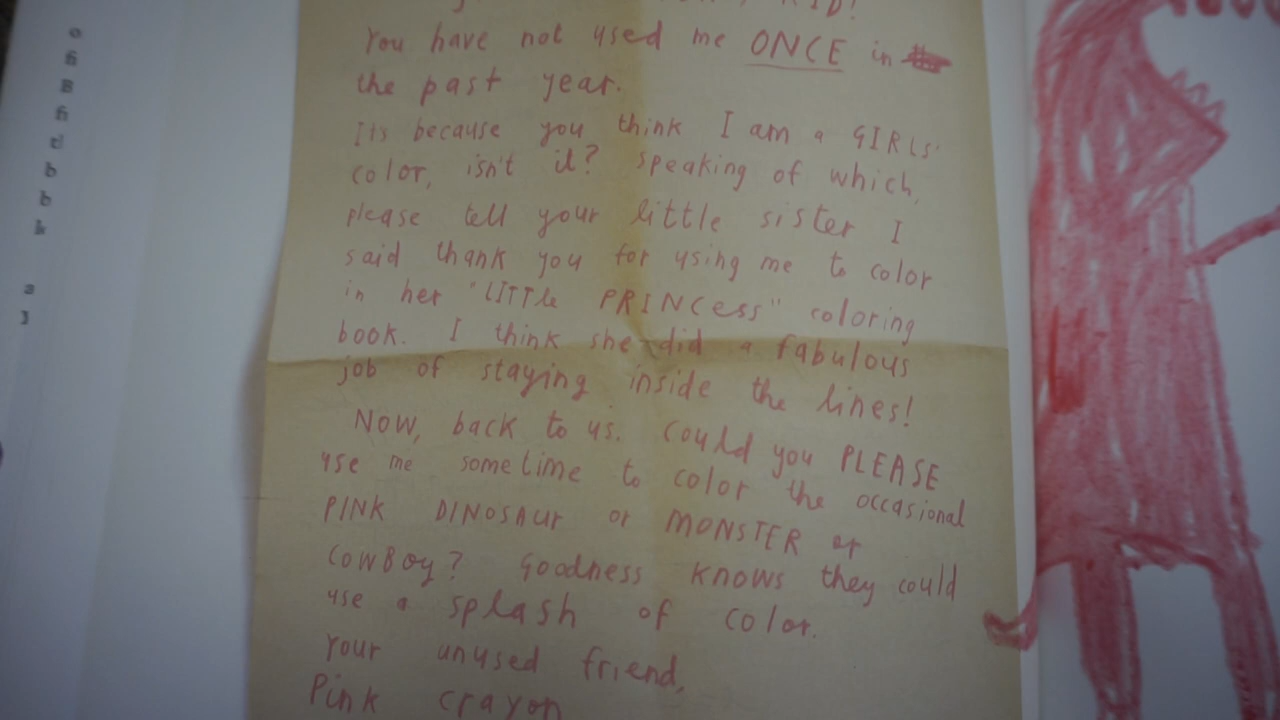 You have not used me ONCE in
the past year.
Its because you think I am a GIRLS'
color, isn't it? speaking of which,
please tell your little sister I
said thank you for using me to color
in her "LITTle PRINCess" coloring
book. I think she did a fabulous
job of staying inside the lines!
Now, back to us. Could you PLEASE
use me sometime to color the occasional
PINK DINOSAUr or MONSTER or
COWBoy? Goodness knows they could
use a splash of color.
Your unused friend,
Pink crayon